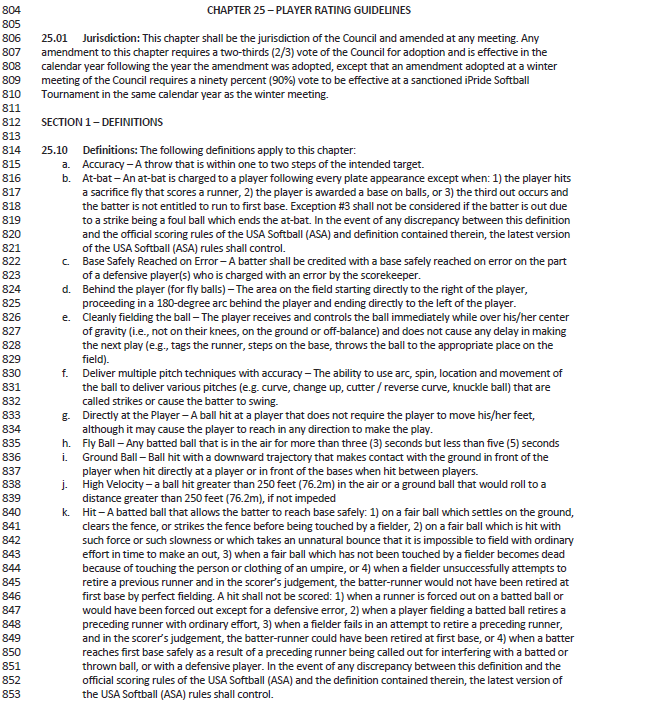 804 CHAPTER 25 – PLAYER RATING GUIDELINES
805
806 25.01 Jurisdiction: This chapter shall be the jurisdiction of the Council and amended at any meeting. Any
807 amendment to this chapter requires a two-thirds (2/3) vote of the Council for adoption and is effective in the
808 calendar year following the year the amendment was adopted, except that an amendment adopted at a winter
809 meeting of the Council requires a ninety percent (90%) vote to be effective at a sanctioned iPride Softball
810 Tournament in the same calendar year as the winter meeting.
811
812 SECTION 1 – DEFINITIONS
813
814 25.10 Definitions: The following definitions apply to this chapter:
815 a. Accuracy – A throw that is within one to two steps of the intended target.
816 b. At-bat – An at-bat is charged to a player following every plate appearance except when: 1) the player hits
817 a sacrifice fly that scores a runner, 2) the player is awarded a base on balls, or 3) the third out occurs and
818 the batter is not entitled to run to first base. Exception #3 shall not be considered if the batter is out due
819 to a strike being a foul ball which ends the at-bat. In the event of any discrepancy between this definition
820 and the official scoring rules of the USA Softball (ASA) and definition contained therein, the latest version
821 of the USA Softball (ASA) rules shall control.
822 c. Base Safely Reached on Error – A batter shall be credited with a base safely reached on error on the part
823 of a defensive player(s) who is charged with an error by the scorekeeper.
824 d. Behind the player (for fly balls) – The area on the field starting directly to the right of the player,
825 proceeding in a 180-degree arc behind the player and ending directly to the left of the player.
826 e. Cleanly fielding the ball – The player receives and controls the ball immediately while over his/her center
827 of gravity (i.e., not on their knees, on the ground or off-balance) and does not cause any delay in making
828 the next play (e.g., tags the runner, steps on the base, throws the ball to the appropriate place on the
829 field).
830 f. Deliver multiple pitch techniques with accuracy – The ability to use arc, spin, location and movement of
831 the ball to deliver various pitches (e.g. curve, change up, cutter / reverse curve, knuckle ball) that are
832 called strikes or cause the batter to swing.
833 g. Directly at the Player – A ball hit at a player that does not require the player to move his/her feet,
834 although it may cause the player to reach in any direction to make the play.
835 h. Fly Ball – Any batted ball that is in the air for more than three (3) seconds but less than five (5) seconds
836 i. Ground Ball – Ball hit with a downward trajectory that makes contact with the ground in front of the
837 player when hit directly at a player or in front of the bases when hit between players.
838 j. High Velocity – a ball hit greater than 250 feet (76.2m) in the air or a ground ball that would roll to a
839 distance greater than 250 feet (76.2m), if not impeded
840 k. Hit – A batted ball that allows the batter to reach base safely: 1) on a fair ball which settles on the ground,
841 clears the fence, or strikes the fence before being touched by a fielder, 2) on a fair ball which is hit with
842 such force or such slowness or which takes an unnatural bounce that it is impossible to field with ordinary
843 effort in time to make an out, 3) when a fair ball which has not been touched by a fielder becomes dead
844 because of touching the person or clothing of an umpire, or 4) when a fielder unsuccessfully attempts to
845 retire a previous runner and in the scorer's judgement, the batter-runner would not have been retired at
846 first base by perfect fielding. A hit shall not be scored: 1) when a runner is forced out on a batted ball or
847 would have been forced out except for a defensive error, 2) when a player fielding a batted ball retires a
848 preceding runner with ordinary effort, 3) when a fielder fails in an attempt to retire a preceding runner,
849 and in the scorer's judgement, the batter-runner could have been retired at first base, or 4) when a batter
850 reaches first base safely as a result of a preceding runner being called out for interfering with a batted or
851 thrown ball, or with a defensive player. In the event of any discrepancy between this definition and the
852 official scoring rules of the USA Softball (ASA) and the definition contained therein, the latest version of
853 the USA Softball (ASA) rules shall control.